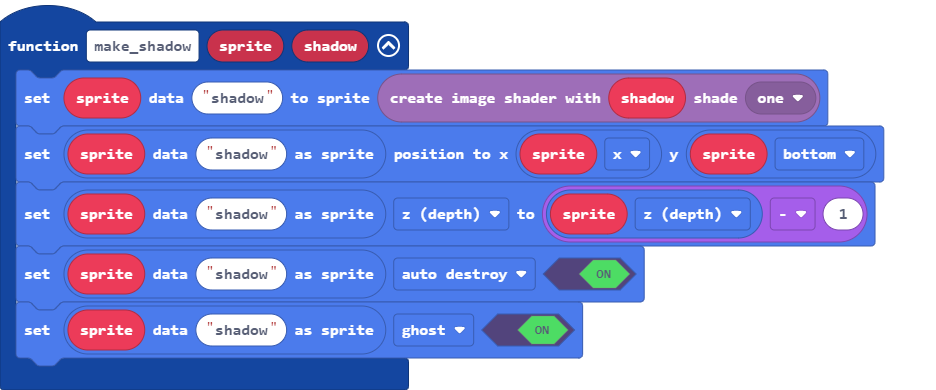 function make_shadow sprite shadow
set sprite data "shadow" to sprite create image shader with shadow shade one
set sprite data "shadow" as sprite position to x sprite x y sprite bottom
set sprite data "shadow" as sprite z (depth) to sprite z (depth) - 1
set sprite data "shadow" as sprite auto destroy ON
set sprite data "shadow" as sprite ghost ON